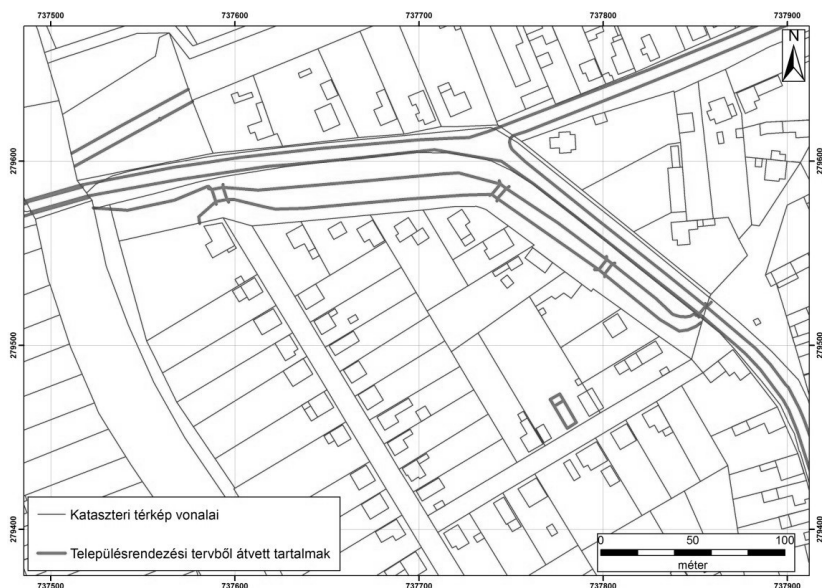 737500 737600 737700 737800 737900
N
279600 279600
279500 279500
279400 279400
Kataszteri térkép vonalai
Településrendezési tervből átvett tartalmak
0 50 100
méter
737500 737600 737700 737800 737900